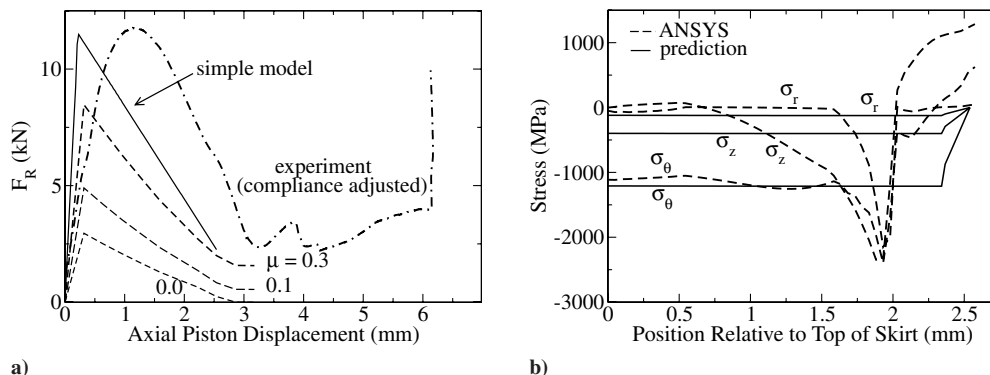 10
5
0
F_R (kN)
simple model
experiment
(compliance adjusted)
μ = 0.3
0.1
0.0
0 1 2 3 4 5 6
Axial Piston Displacement (mm)
a)
1000
0
-1000
-2000
-3000
Stress (MPa)
ANSYS
prediction
σ_r
σ_r
σ_z
σ_z
σ_θ
σ_θ
0 0.5 1 1.5 2 2.5
Position Relative to Top of Skirt (mm)
b)